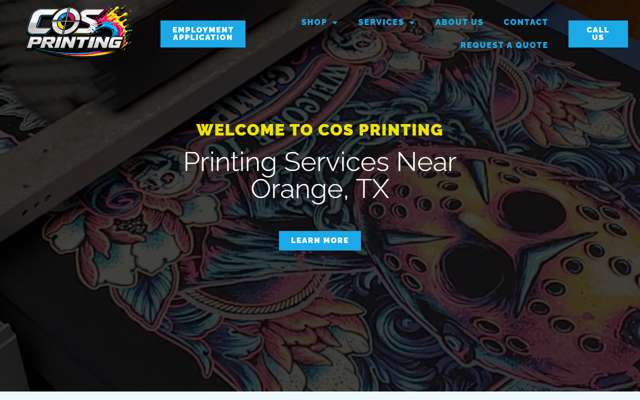 COS
PRINTING
EMPLOYMENT
APPLICATION
SHOP
SERVICES
ABOUT US
CONTACT
REQUEST A QUOTE
CALL
US
WELCOME TO COS PRINTING
Printing Services Near
Orange, TX
LEARN MORE